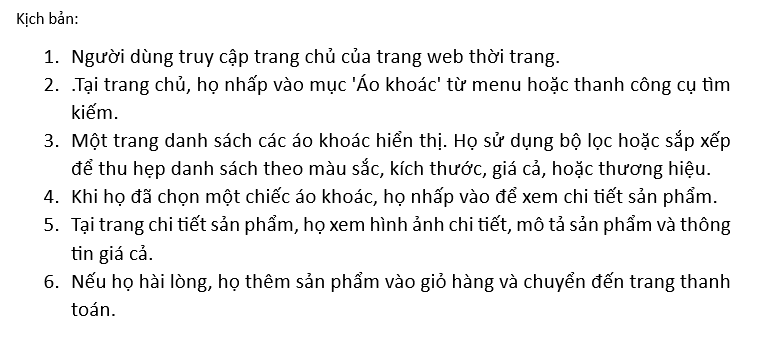 Kịch bản:
1. Người dùng truy cập trang chủ của trang web thời trang.
2. .Tại trang chủ, họ nhấp vào mục 'Áo khoác' từ menu hoặc thanh công cụ tìm
kiếm.
3. Một trang danh sách các áo khoác hiển thị. Họ sử dụng bộ lọc hoặc sắp xếp
để thu hẹp danh sách theo màu sắc, kích thước, giá cả, hoặc thương hiệu.
4. Khi họ đã chọn một chiếc áo khoác, họ nhấp vào để xem chi tiết sản phẩm.
5. Tại trang chi tiết sản phẩm, họ xem hình ảnh chi tiết, mô tả sản phẩm và thông
tin giá cả.
6. Nếu họ hài lòng, họ thêm sản phẩm vào giỏ hàng và chuyển đến trang thanh
toán.